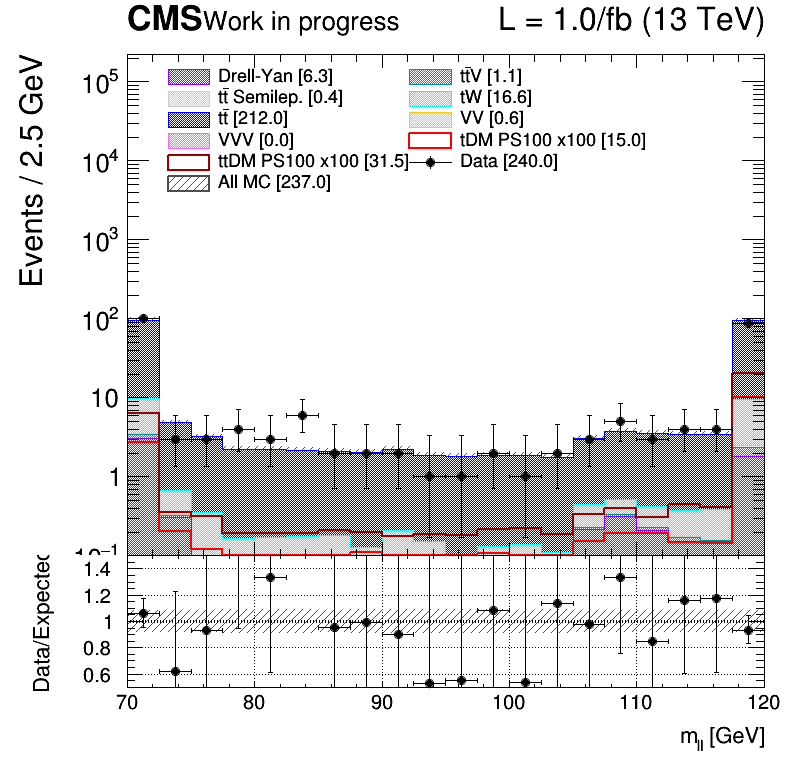 CMS Work in progress L = 1.0/fb (13 TeV)
Events / 2.5 GeV
Drell-Yan [6.3] tt̄V [1.1]
tt̄ Semilep. [0.4] tW [16.6]
tt̄ [212.0] VV [0.6]
VVV [0.0] tDM PS100 x100 [15.0]
ttDM PS100 x100 [31.5] Data [240.0]
All MC [237.0]
10⁵
10⁴
10³
10²
10
1
10⁻¹
Data/Expected
1.4
1.2
1
0.8
0.6
70 80 90 100 110 120
m_ll [GeV]